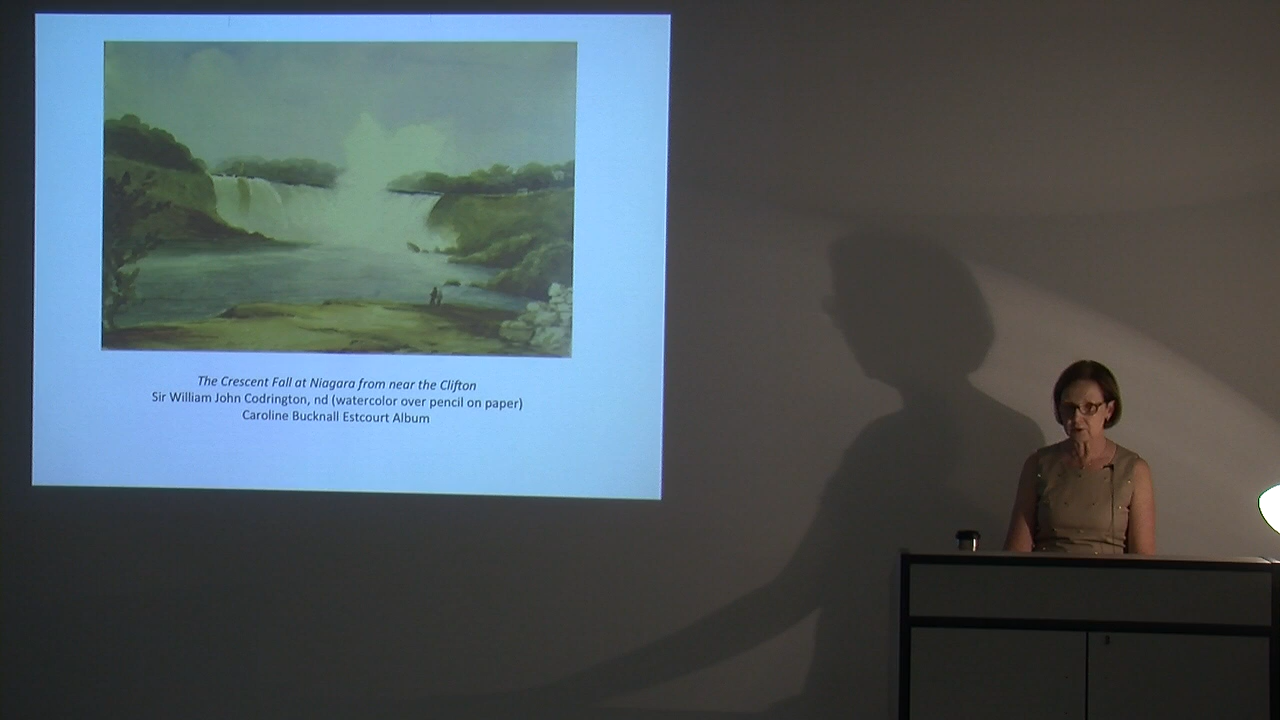 The Crescent Fall at Niagara from near the Clifton
Sir William John Codrington, nd (watercolor over pencil on paper)
Caroline Bucknall Estcourt Album